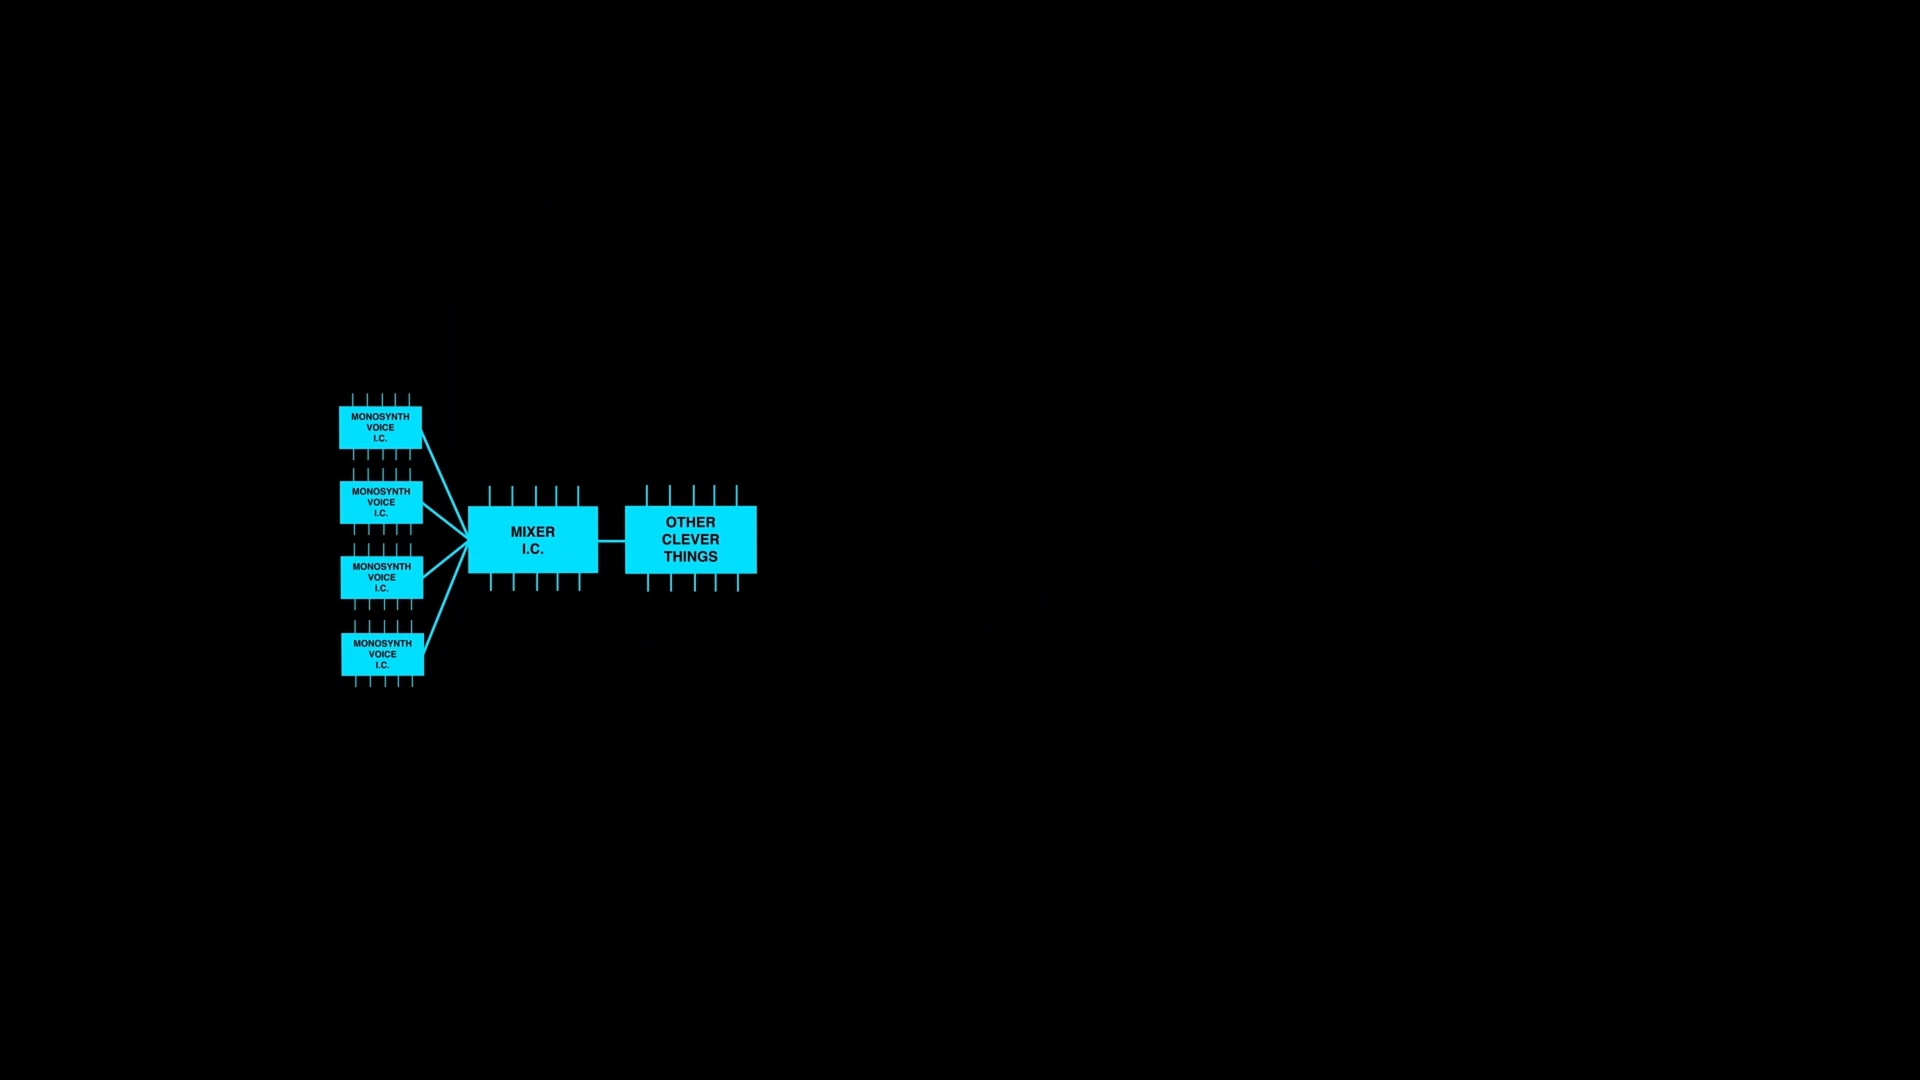 MONOSYNTH
VOICE
I.C.
MONOSYNTH
VOICE
I.C.
MONOSYNTH
VOICE
I.C.
MONOSYNTH
VOICE
I.C.
MIXER
I.C.
OTHER
CLEVER
THINGS